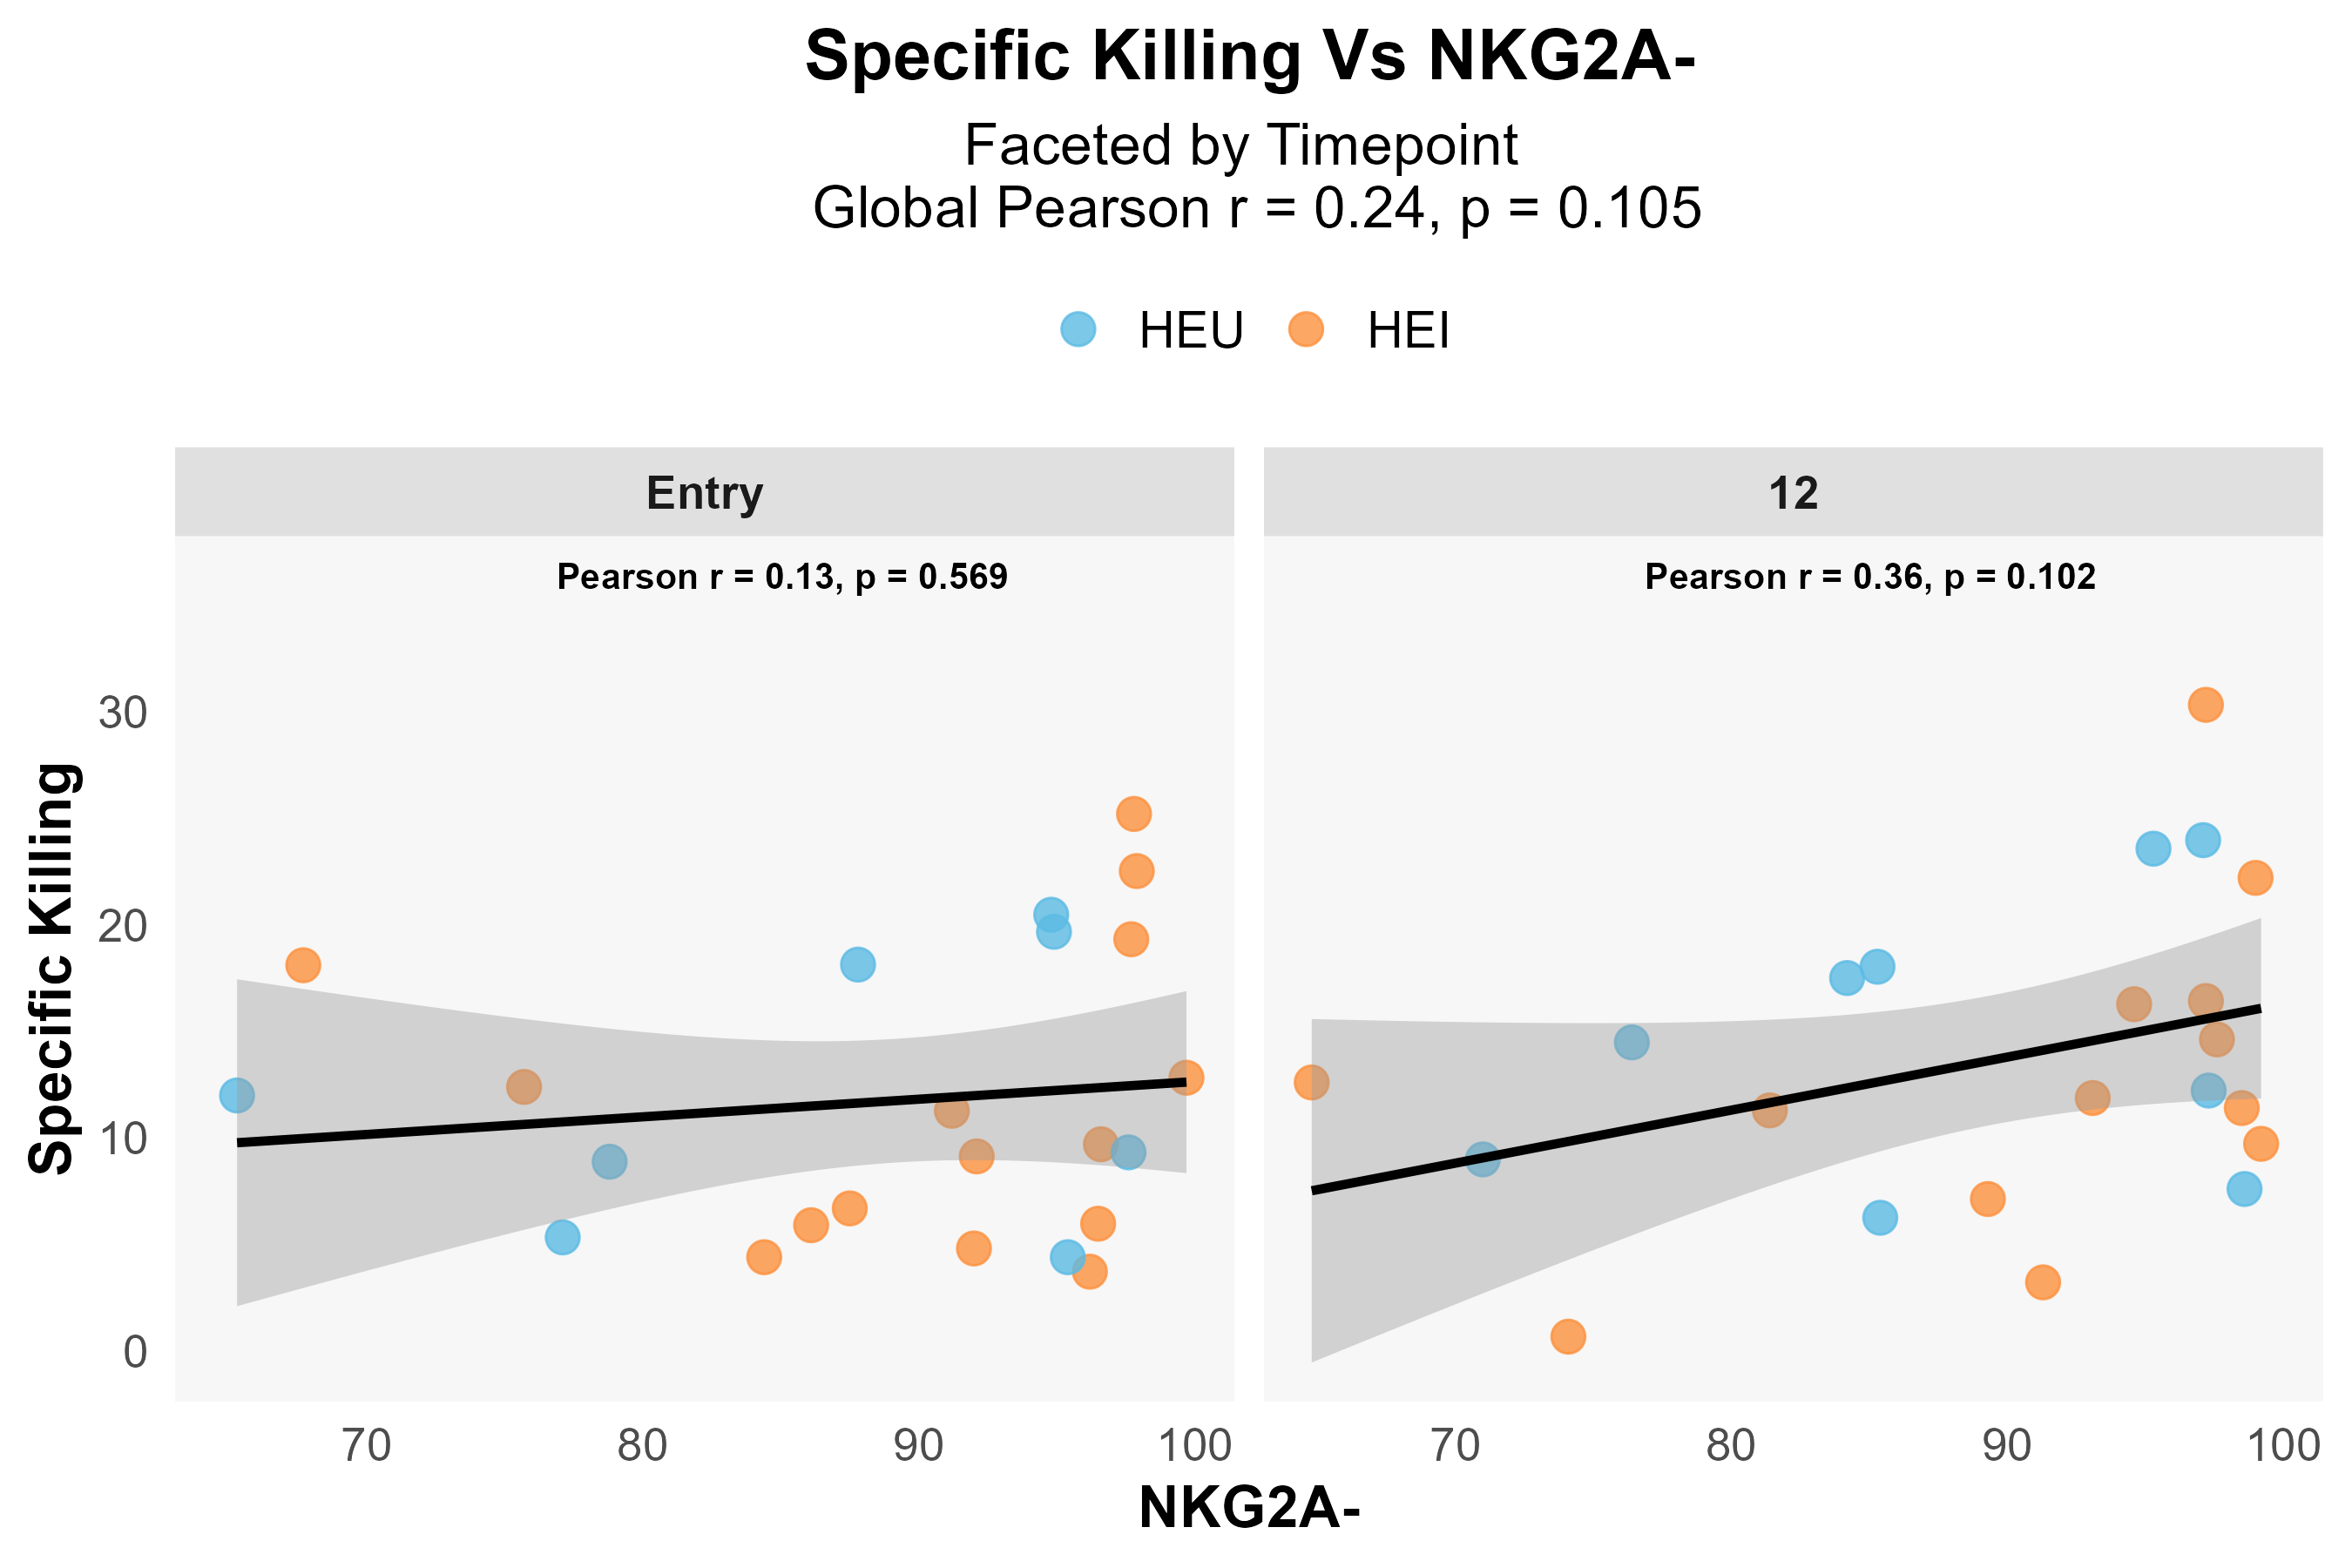 Specific Killing Vs NKG2A-
Faceted by Timepoint
Global Pearson r = 0.24, p = 0.105
HEU HEI
Entry 12
Pearson r = 0.13, p = 0.569 Pearson r = 0.36, p = 0.102
Specific Killing
30
20
10
0
70 80 90 100 70 80 90 100
NKG2A-